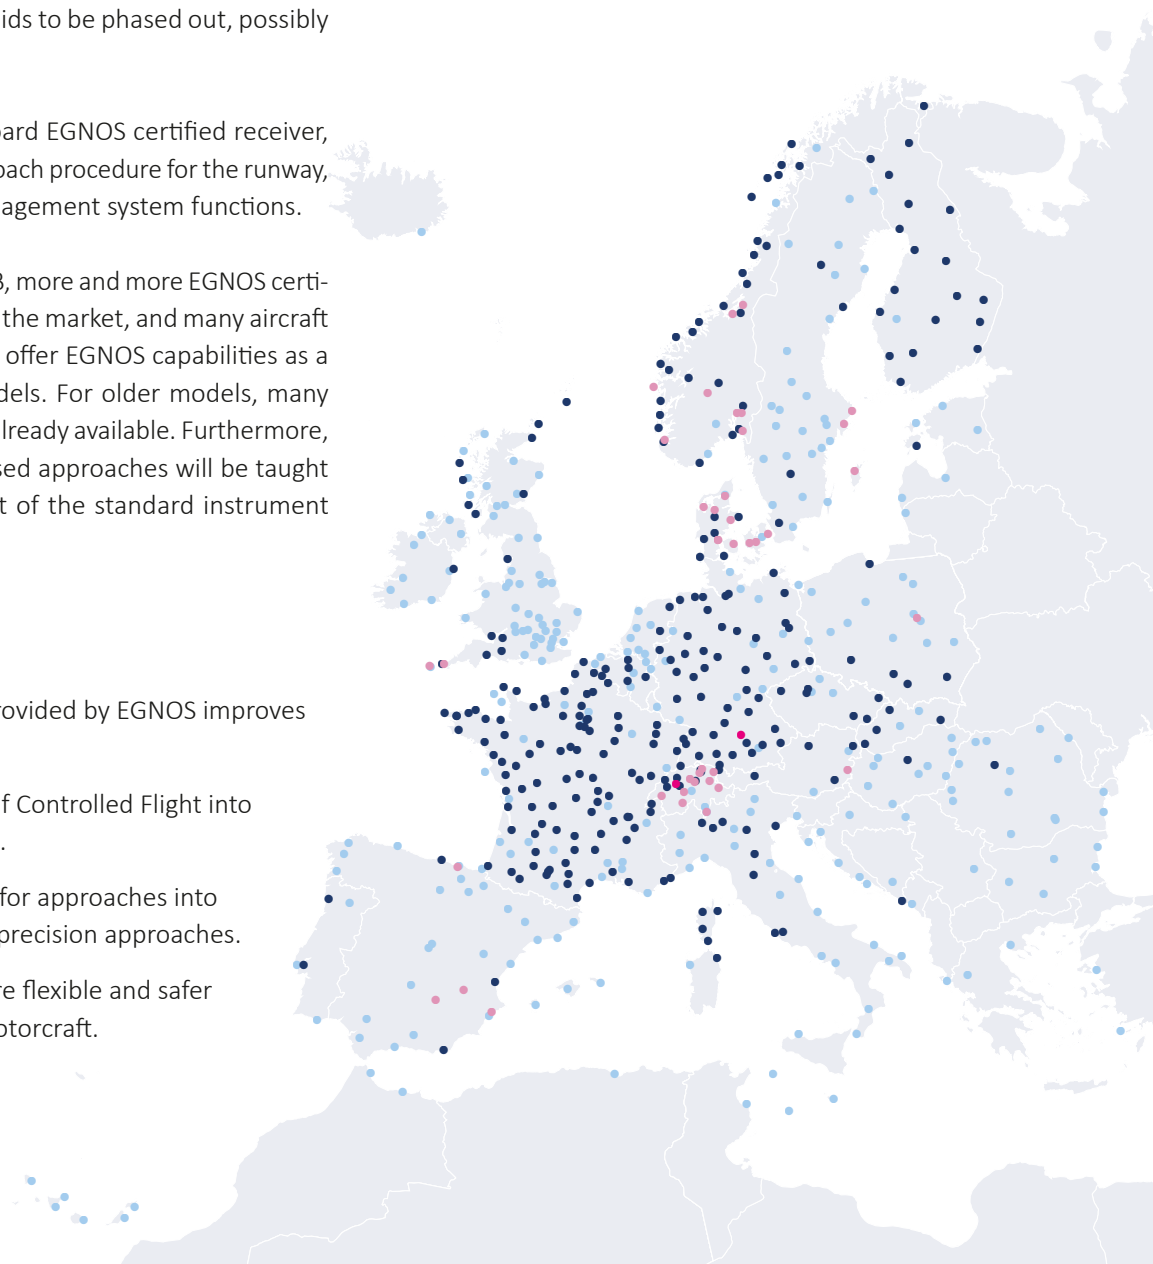 ids to be phased out, possibly
ard EGNOS certified receiver,
oach procedure for the runway,
agement system functions.
, more and more EGNOS certi-
the market, and many aircraft
offer EGNOS capabilities as a
dels. For older models, many
lready available. Furthermore,
sed approaches will be taught
t of the standard instrument
rovided by EGNOS improves
f Controlled Flight into
.
for approaches into
precision approaches.
re flexible and safer
otorcraft.